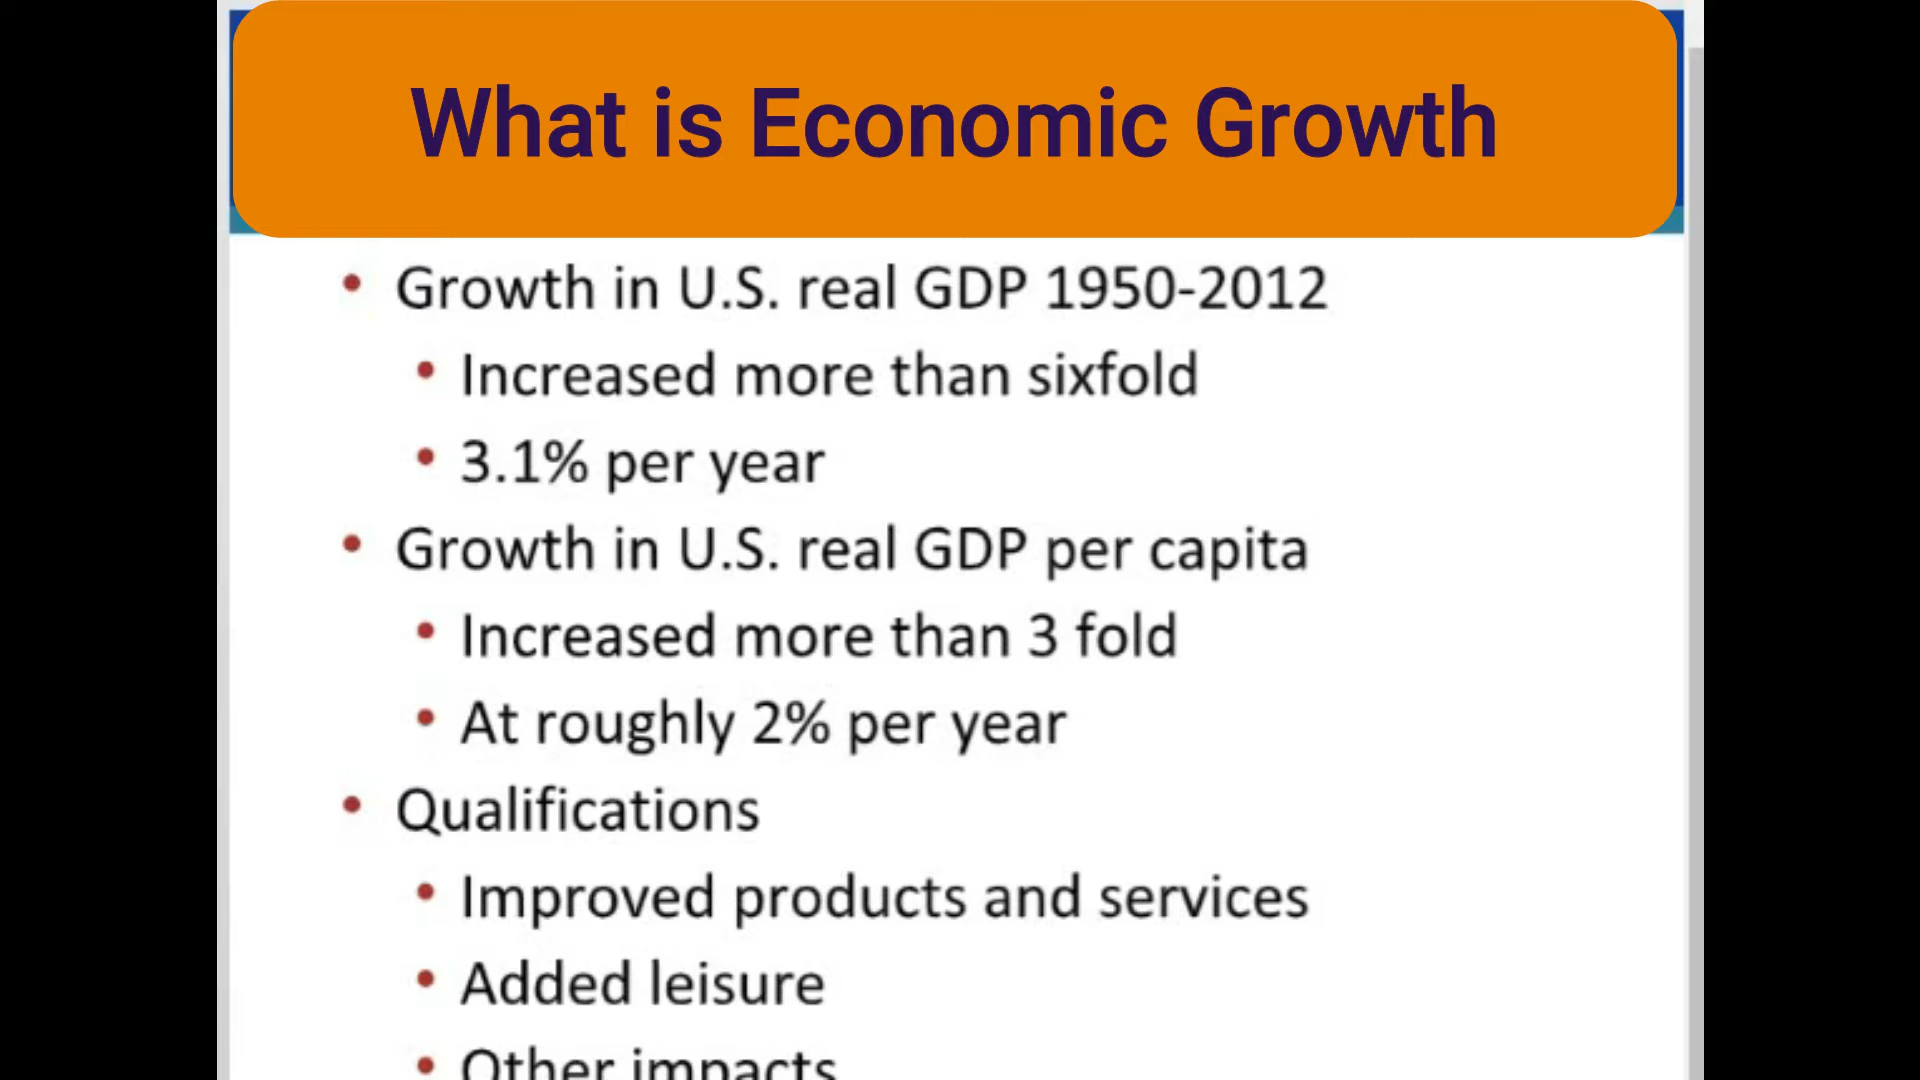 What is Economic Growth
• Growth in U.S. real GDP 1950-2012
• Increased more than sixfold
• 3.1% per year
• Growth in U.S. real GDP per capita
• Increased more than 3 fold
• At roughly 2% per year
• Qualifications
• Improved products and services
• Added leisure
• Other impacts